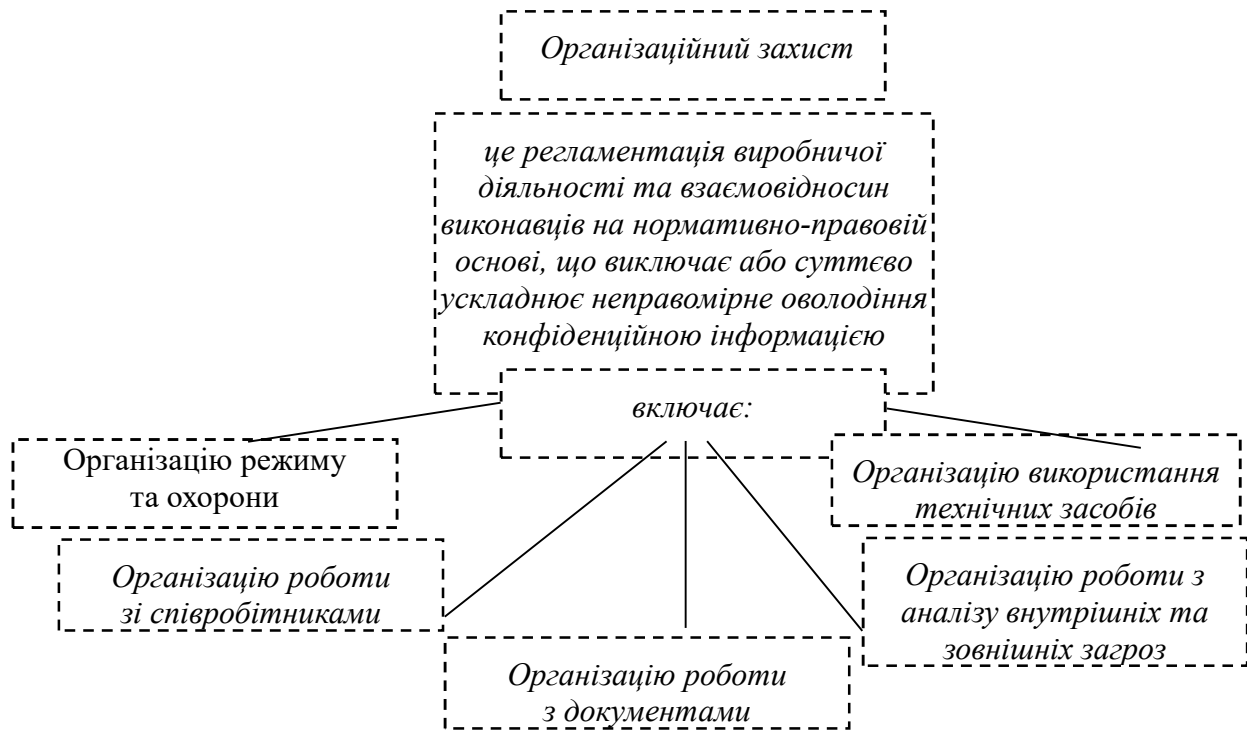 Організаційний захист
це регламентація виробничої
діяльності та взаємовідносин
виконавців на нормативно-правовій
основі, що виключає або суттєво
ускладнює неправомірне оволодіння
конфіденційною інформацією
включає:
Організацію режиму
та охорони
Організацію використання
технічних засобів
Організацію роботи
зі співробітниками
Організацію роботи з
аналізу внутрішніх та
зовнішніх загроз
Організацію роботи
з документами